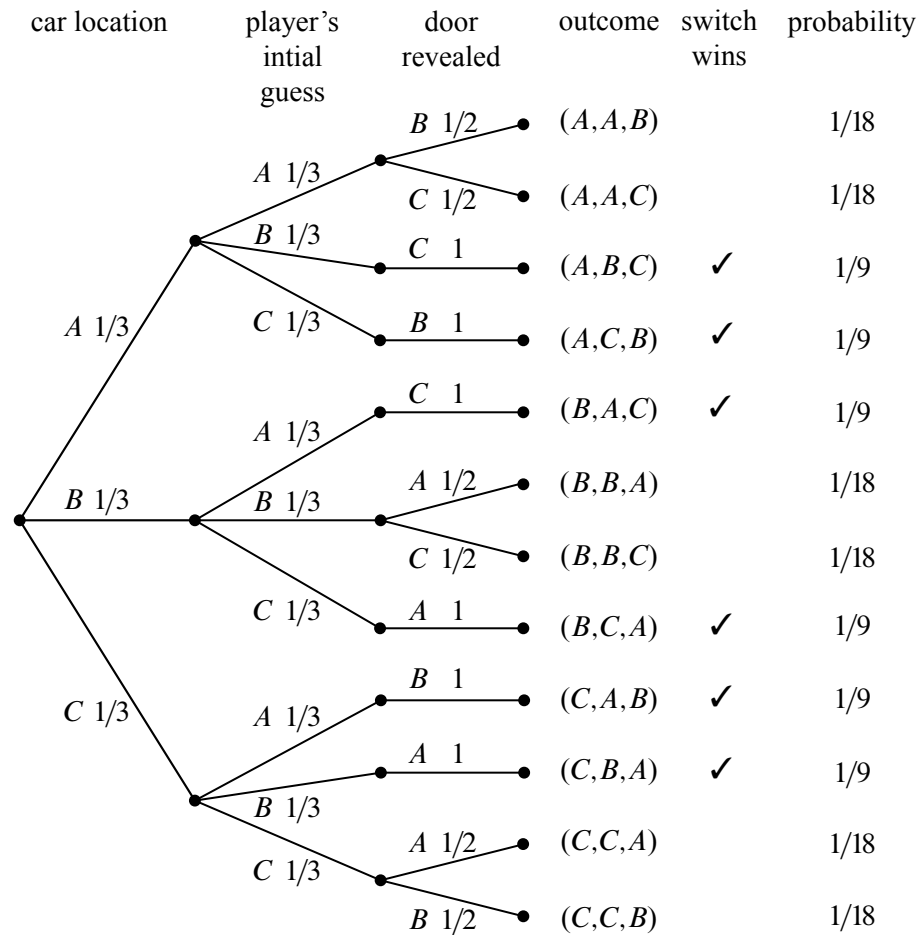 car location player's intial guess door revealed outcome switch wins probability
B 1/2 (A,A,B) 1/18
A 1/3
C 1/2 (A,A,C) 1/18
B 1/3 C 1 (A,B,C) ✓ 1/9
C 1/3 B 1 (A,C,B) ✓ 1/9
A 1/3
C 1 (B,A,C) ✓ 1/9
A 1/3
A 1/2 (B,B,A) 1/18
B 1/3 B 1/3
C 1/2 (B,B,C) 1/18
C 1/3 A 1 (B,C,A) ✓ 1/9
B 1 (C,A,B) ✓ 1/9
C 1/3 A 1/3
A 1 (C,B,A) ✓ 1/9
B 1/3
A 1/2 (C,C,A) 1/18
C 1/3
B 1/2 (C,C,B) 1/18